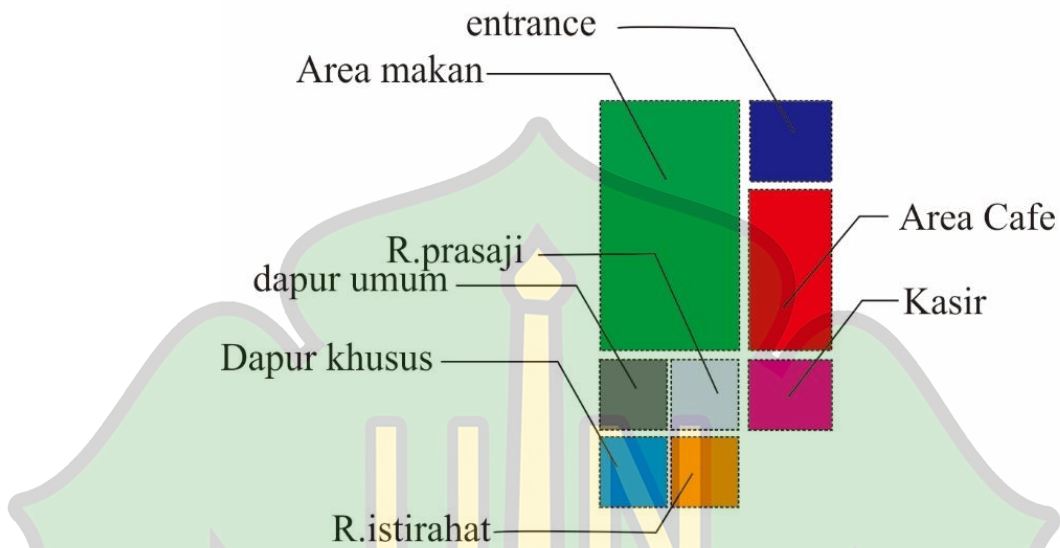 entrance
Area makan
Area Cafe
R.prasaji
dapur umum
Kasir
Dapur khusus
R.istirahat